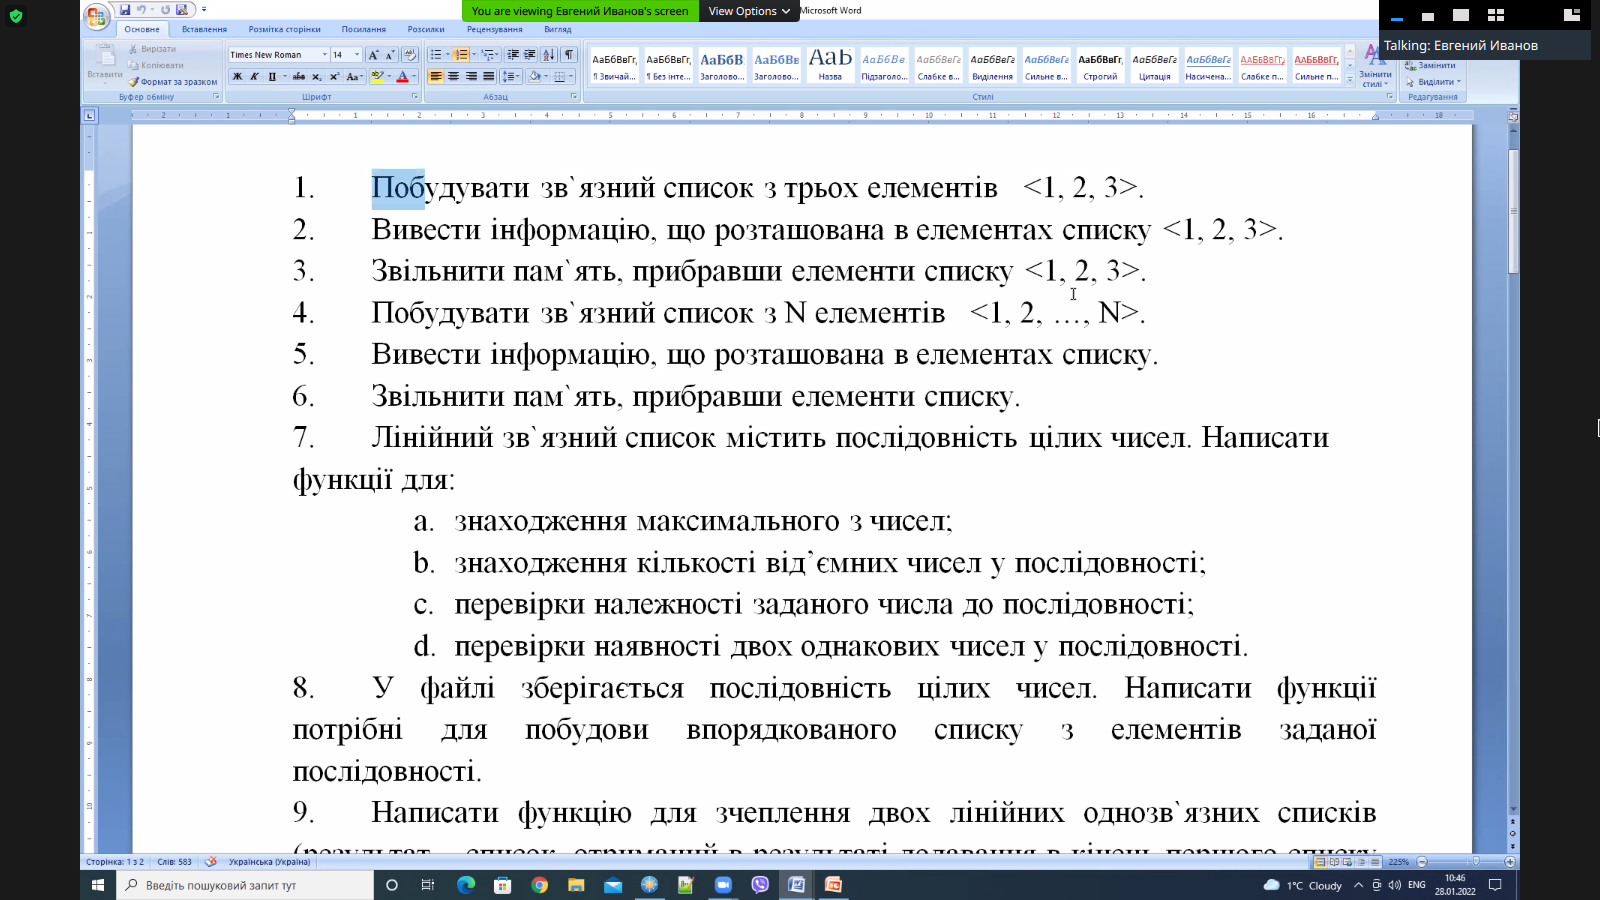 You are viewing Евгений Иванов's screen
View Options
Microsoft Word
Talking: Евгений Иванов
Основне Вставлення Розмітка сторінки Посилання Розсилки Рецензування Вигляд
Вставити
Вирізати
Копіювати
Формат за зразком
Буфер обміну
Times New Roman 14
Шрифт
Абзац
АаБбВвГг, АаБбВвГг, АаБбВ АаБбВв АаБ АаБбВв АаБбВвГг АаБбВвГг АаБбВвГг АаБбВвГг, АаБбВвГг АаБбВвГг АаБбВвГг, АаБбВвГг,
¶ Звичай... ¶ Без інте... Заголово... Заголово... Назва Підзаголо... Слабке в... Виділення Сильне в... Строгий Цитація Насичена... Слабке п... Сильне п...
Змінити стилі
Стилі
Замінити
Виділити
Редагування
1. Побудувати зв`язний список з трьох елементів <1, 2, 3>.
2. Вивести інформацію, що розташована в елементах списку <1, 2, 3>.
3. Звільнити пам`ять, прибравши елементи списку <1, 2, 3>.
4. Побудувати зв`язний список з N елементів <1, 2, …, N>.
5. Вивести інформацію, що розташована в елементах списку.
6. Звільнити пам`ять, прибравши елементи списку.
7. Лінійний зв`язний список містить послідовність цілих чисел. Написати
функції для:
a. знаходження максимального з чисел;
b. знаходження кількості від’ємних чисел у послідовності;
c. перевірки належності заданого числа до послідовності;
d. перевірки наявності двох однакових чисел у послідовності.
8. У файлі зберігається послідовність цілих чисел. Написати функції
потрібні для побудови впорядкованого списку з елементів заданої
послідовності.
9. Написати функцію для зчеплення двох лінійних однозв`язних списків
(результат – список, отриманий в результаті додавання в кінець першого списку
Сторінка: 1 з 2 Слів: 583 Українська (Україна) 225%
Введіть пошуковий запит тут
1°C Cloudy ENG
10:46
28.01.2022